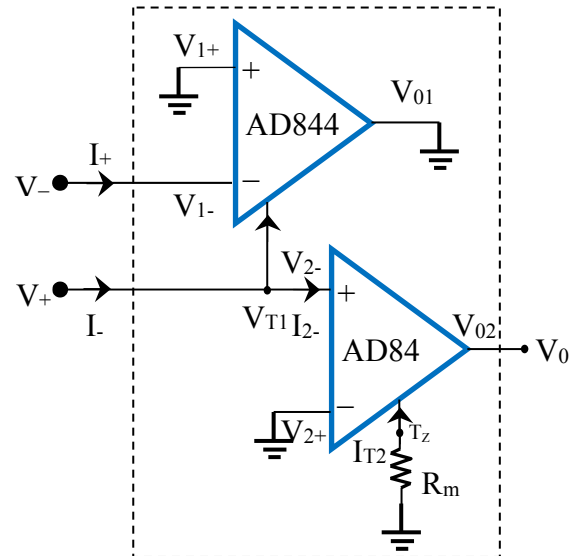 V1+
+
V01
AD844
I+
V−
−
V1-
V2-
V+
+
I-
VT1
I2-
V02
V0
AD84
−
V2+
TZ
IT2
Rm